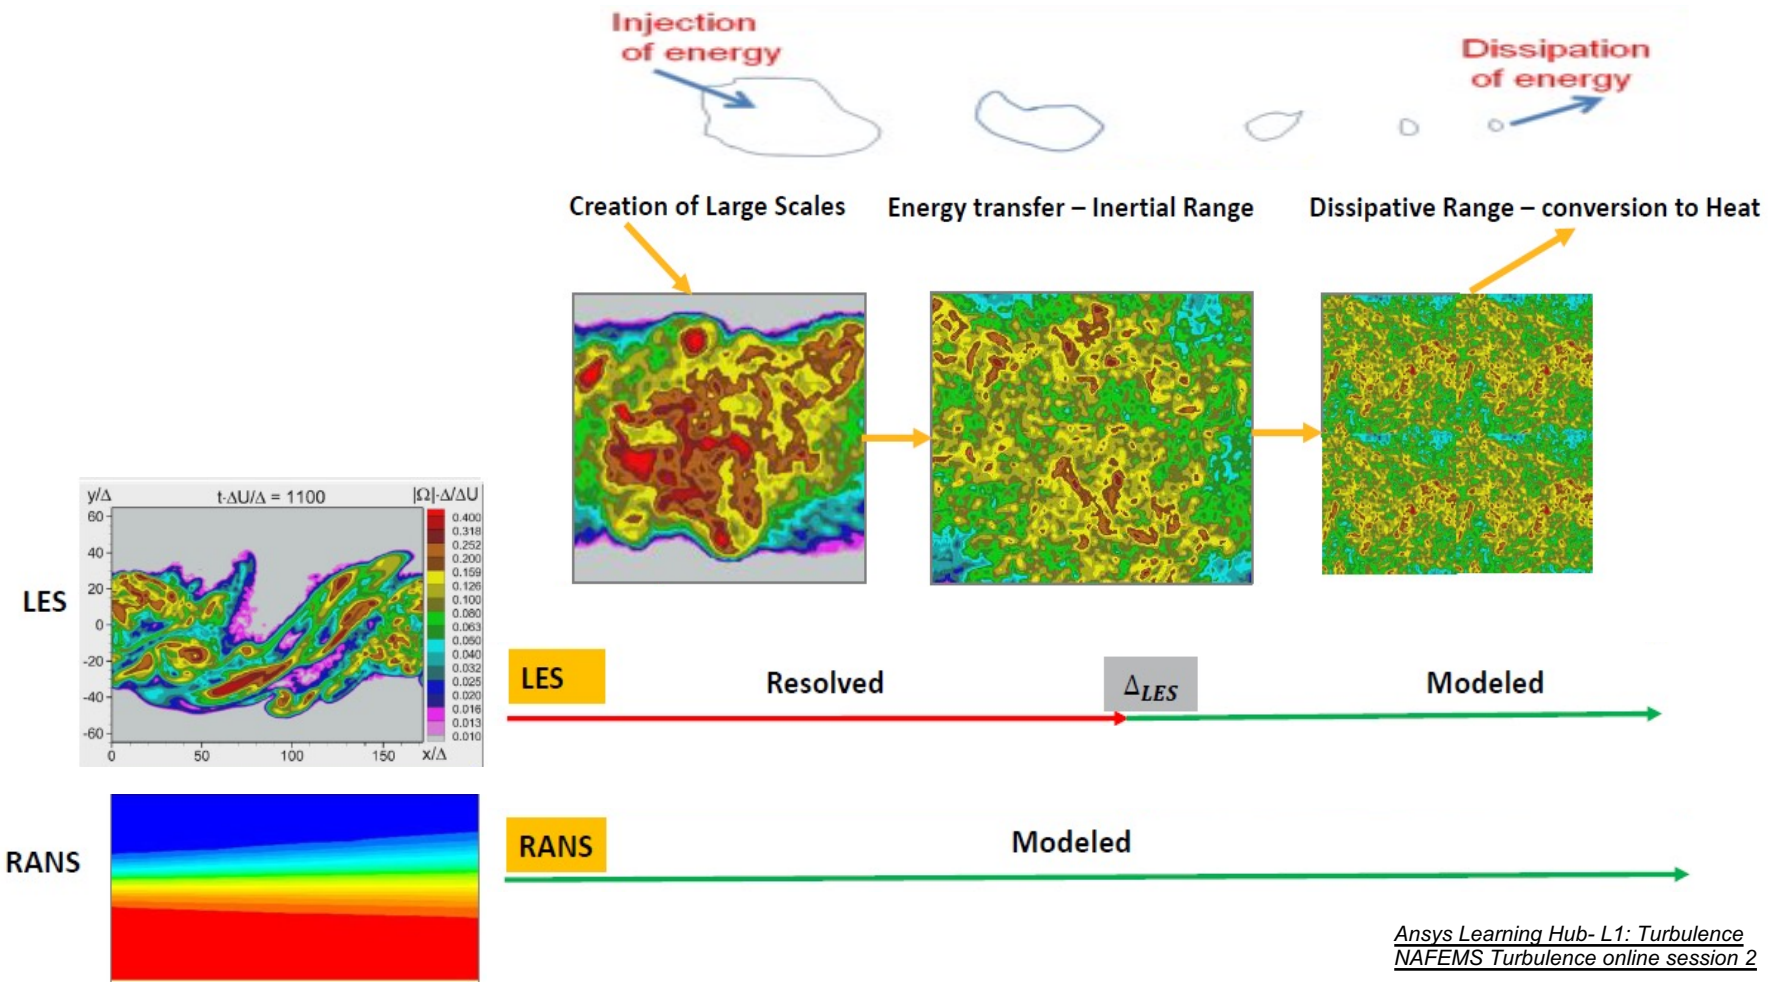 Injection
of energy
Dissipation
of energy
Creation of Large Scales
Energy transfer – Inertial Range
Dissipative Range – conversion to Heat
LES
y/Δ
t·ΔU/Δ = 1100
|Ω|·Δ/ΔU
60
40
20
0
-20
-40
-60
0
50
100
150
x/Δ
0.400
0.318
0.252
0.200
0.159
0.126
0.100
0.080
0.063
0.050
0.040
0.032
0.025
0.020
0.016
0.013
0.010
LES
Resolved
Δ_LES
Modeled
RANS
RANS
Modeled
Ansys Learning Hub- L1: Turbulence
NAFEMS Turbulence online session 2